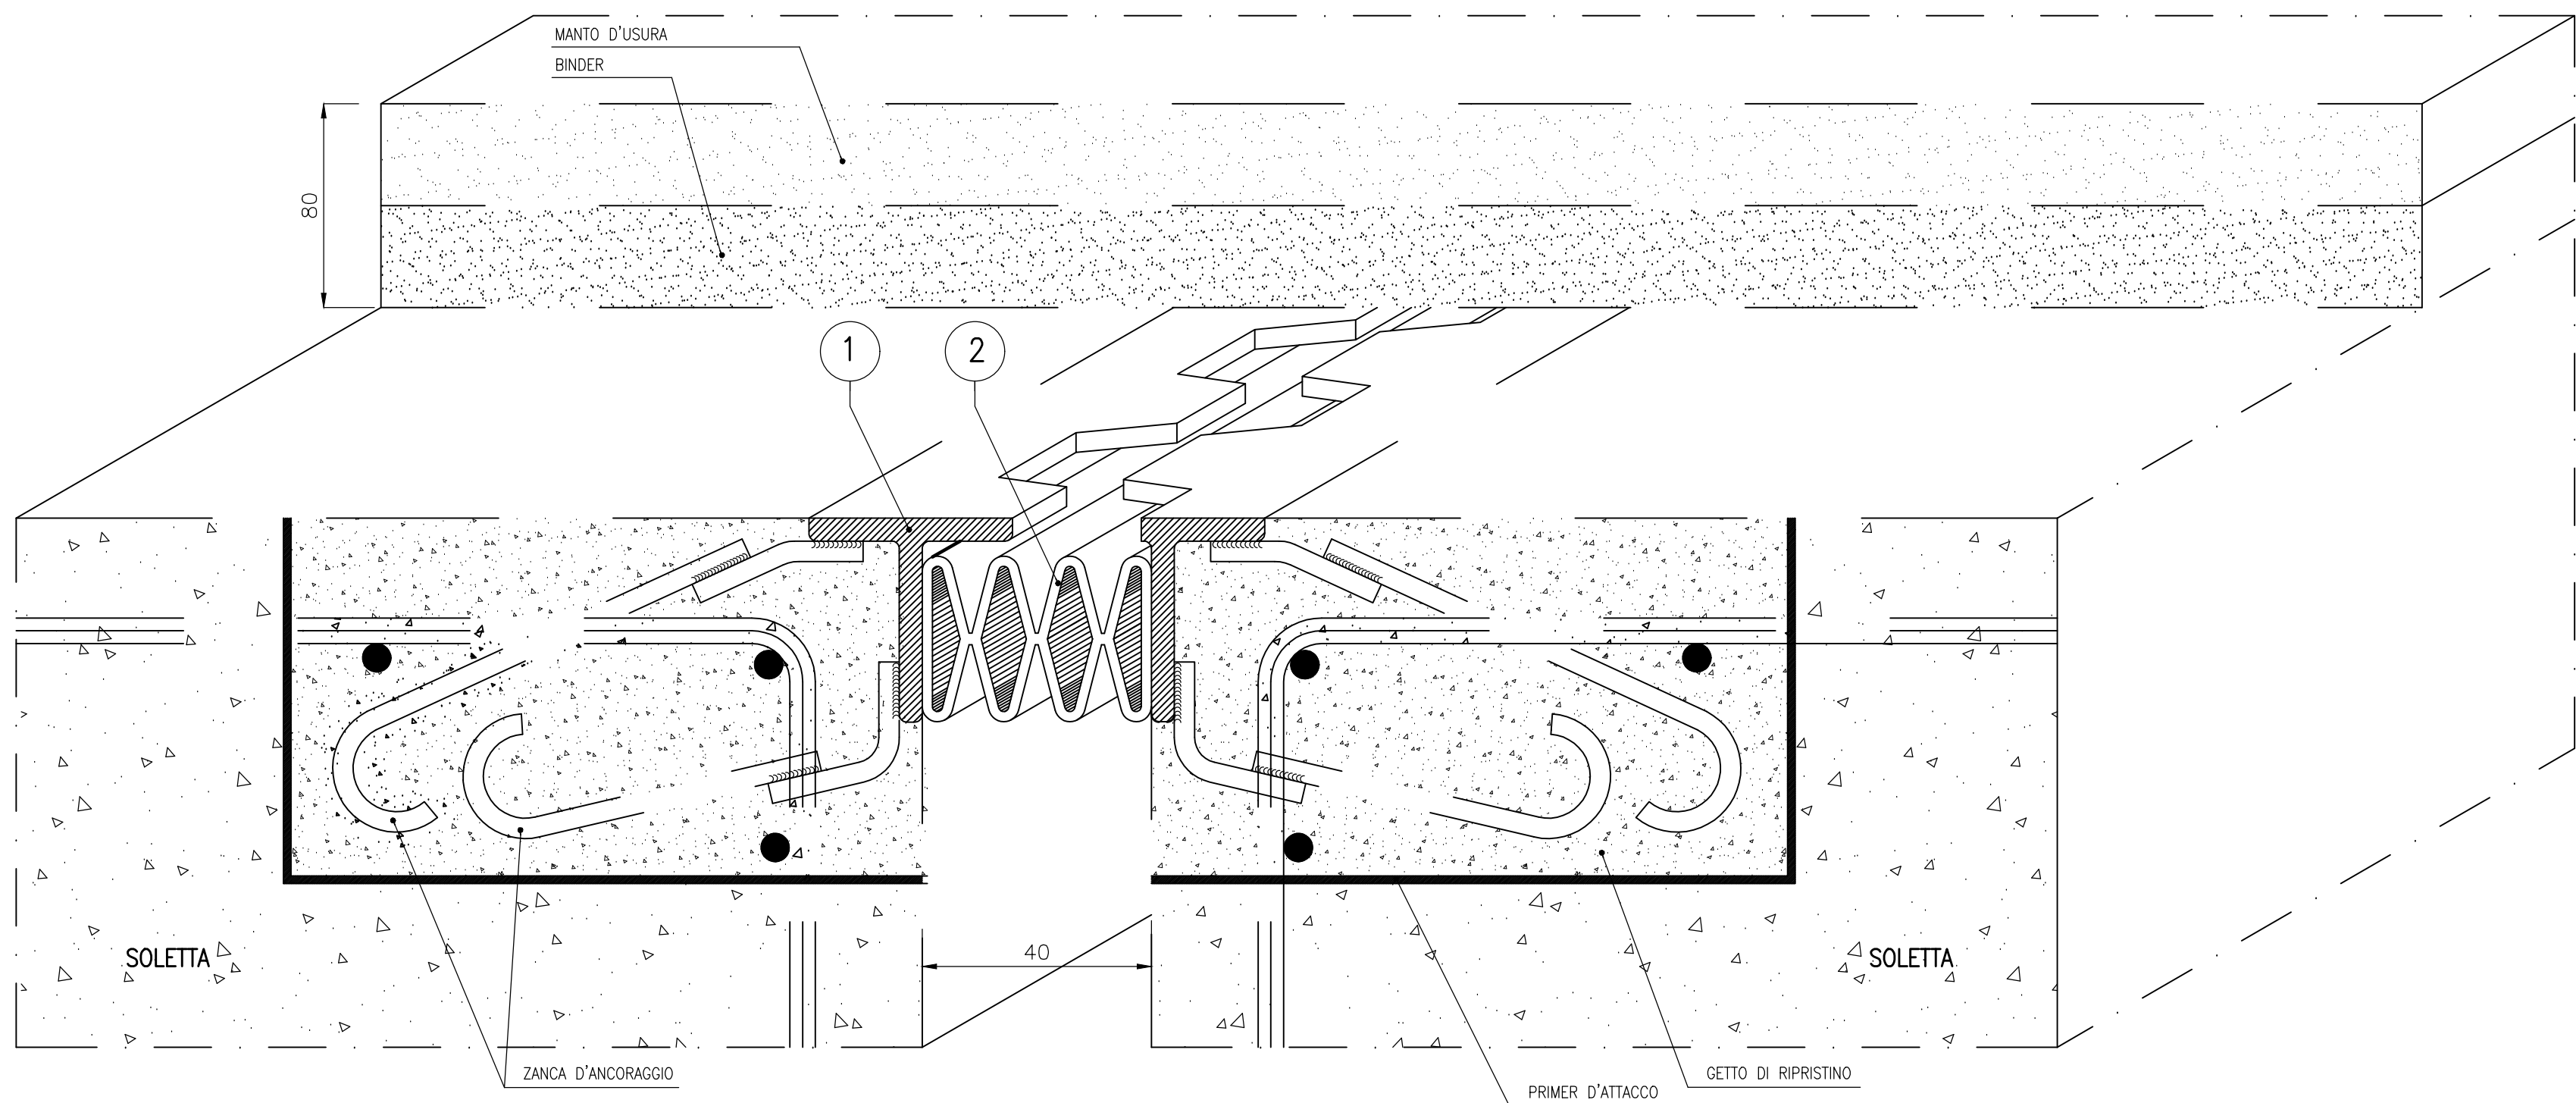 MANTO D'USURA
BINDER
80
1
2
40
SOLETTA
SOLETTA
ZANCA D'ANCORAGGIO
GETTO DI RIPRISTINO
PRIMER D'ATTACCO